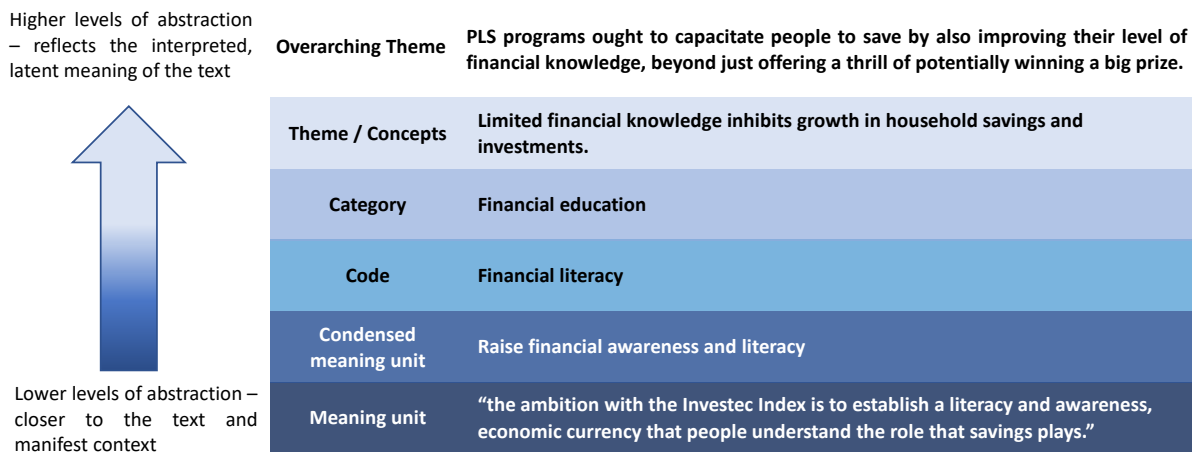 Higher levels of abstraction
– reflects the interpreted,
latent meaning of the text
Overarching Theme
PLS programs ought to capacitate people to save by also improving their level of
financial knowledge, beyond just offering a thrill of potentially winning a big prize.
Theme / Concepts
Limited financial knowledge inhibits growth in household savings and
investments.
Category
Financial education
Code
Financial literacy
Condensed
meaning unit
Raise financial awareness and literacy
Lower levels of abstraction –
closer to the text and
manifest context
Meaning unit
“the ambition with the Investec Index is to establish a literacy and awareness,
economic currency that people understand the role that savings plays.”